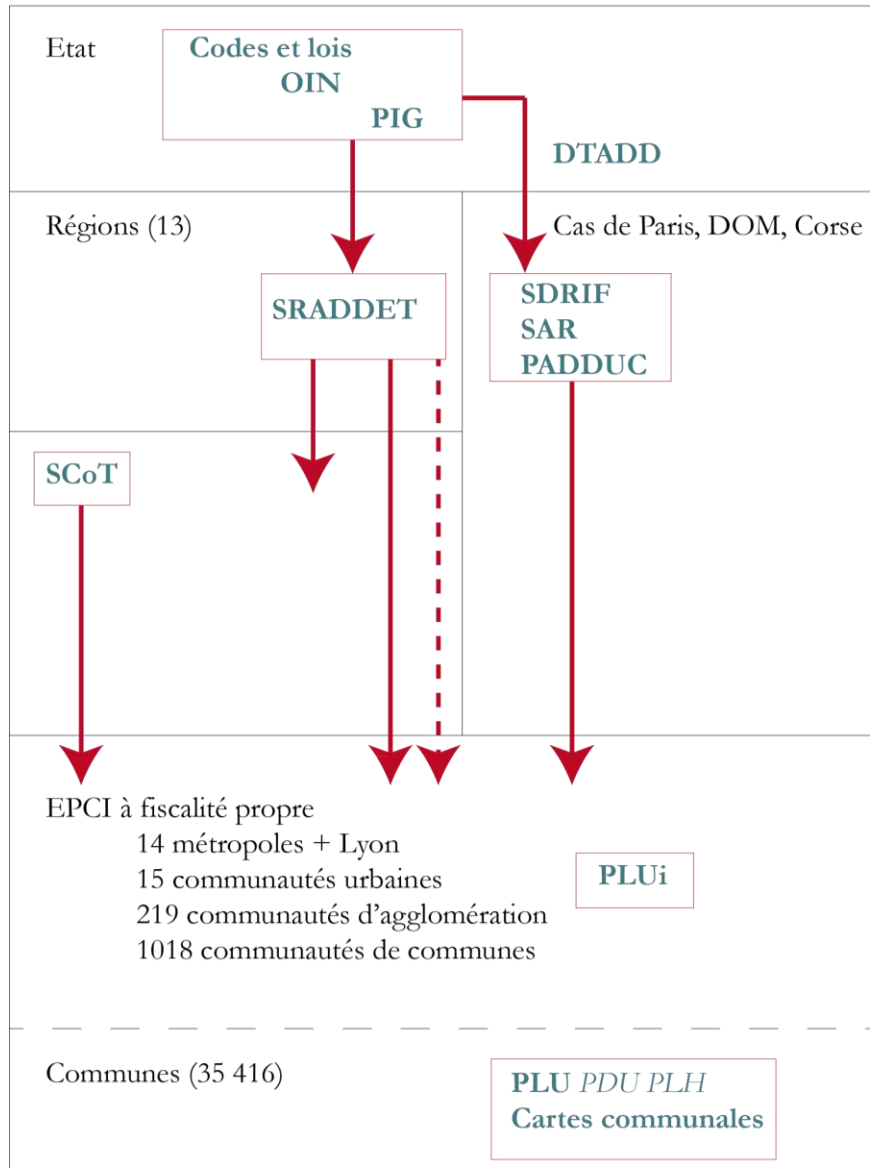 Etat
Codes et lois
OIN
PIG
DTADD
Régions (13)
Cas de Paris, DOM, Corse
SRADDET
SDRIF
SAR
PADDUC
SCoT
EPCI à fiscalité propre
14 métropoles + Lyon
15 communautés urbaines
219 communautés d'agglomération
1018 communautés de communes
PLUi
Communes (35 416)
PLU PDU PLH
Cartes communales